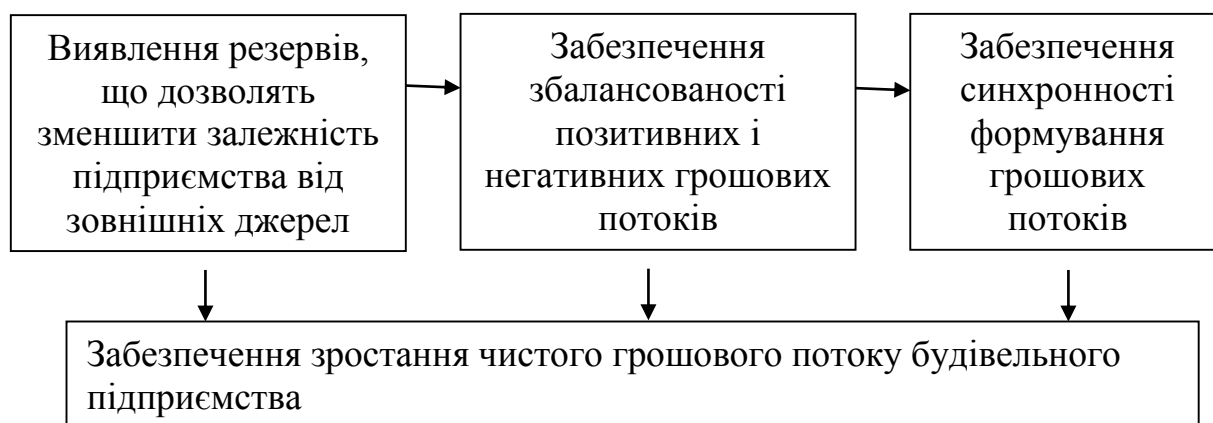 Виявлення резервів,
що дозволять
зменшити залежність
підприємства від
зовнішніх джерел
Забезпечення
збалансованості
позитивних і
негативних грошових
потоків
Забезпечення
синхронності
формування
грошових
потоків
Забезпечення зростання чистого грошового потоку будівельного
підприємства